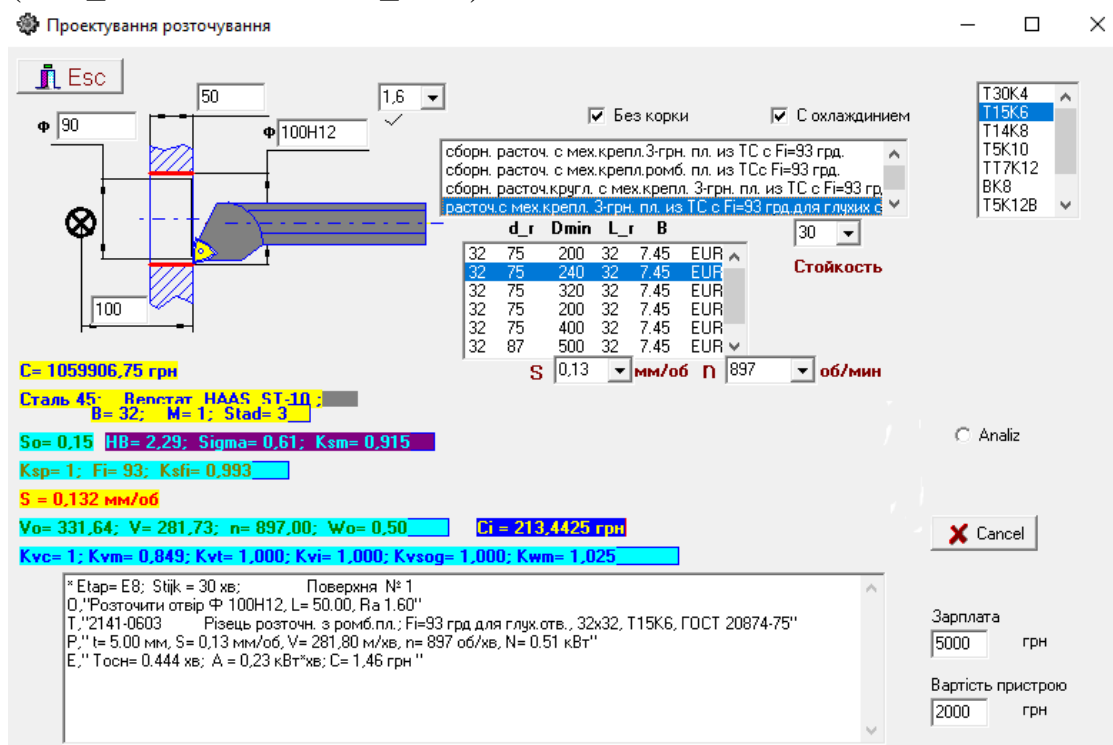 Проектування розточування
Esc
50
1,6
Ф 90
Ф 100H12
100
Без корки
С охлаждинием
сборн. расточ. с мех.крепл.3-грн. пл. из ТС с Fi=93 грд.
сборн. расточ. с мех.крепл.ромб. пл. из ТСс Fi=93 грд.
сборн. расточ.кругл. с мех.крепл. 3-грн. пл. из ТС с Fi=93 гр
расточ.с мех.крепл. 3-грн. пл. из ТС с Fi=93 грд.для глухих с
T30K4
T15K6
T14K8
T5K10
TT7K12
BK8
T5K12B
d_r Dmin L_r B
32 75 200 32 7.45 EUR
32 75 240 32 7.45 EUR
32 75 320 32 7.45 EUR
32 75 200 32 7.45 EUR
32 75 400 32 7.45 EUR
32 87 500 32 7.45 EUR
30
Стойкость
S 0,13 мм/об n 897 об/мин
C= 1059906,75 грн
Сталь 45; Верстат HAAS ST-10 ;
B= 32; M= 1; Stad= 3
So= 0,15 HB= 2,29; Sigma= 0,61; Ksm= 0,915
Ksp= 1; Fi= 93; Ksfi= 0,993
S = 0,132 мм/об
Vo= 331,64; V= 281,73; n= 897,00; Wo= 0,50 Ci = 213,4425 грн
Kvc= 1; Kvm= 0,849; Kvt= 1,000; Kvi= 1,000; Kvsog= 1,000; Kwm= 1,025
Analiz
Cancel
* Etap= E8; Stijk = 30 хв; Поверхня № 1
O,"Розточити отвір Ф 100H12, L= 50.00, Ra 1.60"
T,"2141-0603 Різець розточн. з ромб.пл.; Fi=93 грд для глух.отв., 32x32, T15K6, ГОСТ 20874-75"
P," t= 5.00 мм, S= 0,13 мм/об, V= 281,80 м/хв, n= 897 об/хв, N= 0.51 кВт"
E," Тосн= 0.444 хв; A = 0,23 кВт*хв; C= 1,46 грн "
Зарплата
5000 грн
Вартість пристрою
2000 грн